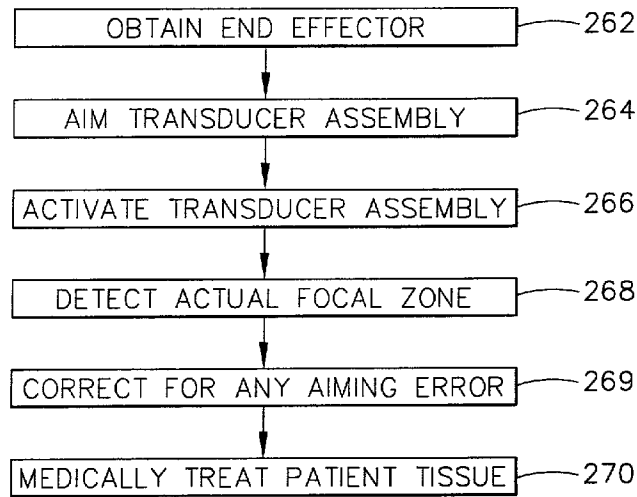 OBTAIN END EFFECTOR 262
AIM TRANSDUCER ASSEMBLY 264
ACTIVATE TRANSDUCER ASSEMBLY 266
DETECT ACTUAL FOCAL ZONE 268
CORRECT FOR ANY AIMING ERROR 269
MEDICALLY TREAT PATIENT TISSUE 270